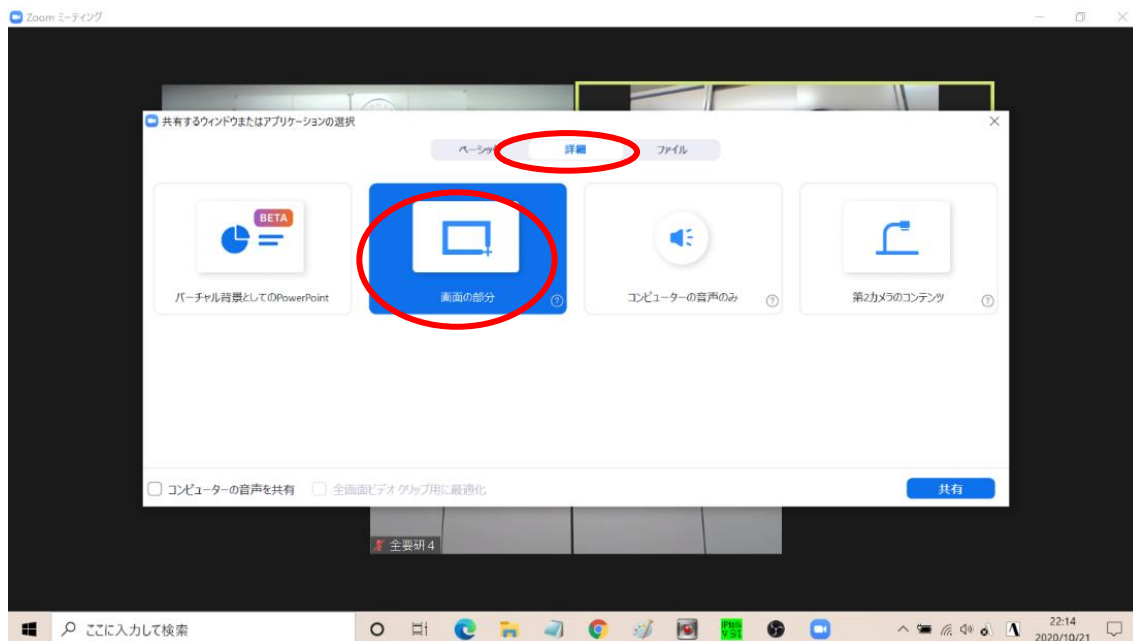 Zoom ミーティング
共有するウィンドウまたはアプリケーションの選択
詳細
ファイル
BETA
バーチャル背景としてのPowerPoint
画面の部分
コンピューターの音声のみ
第2カメラのコンテンツ
コンピューターの音声を共有
全画面ビデオ クリップ用に最適化
共有
全要研 4
ここに入力して検索
22:14
2020/10/21